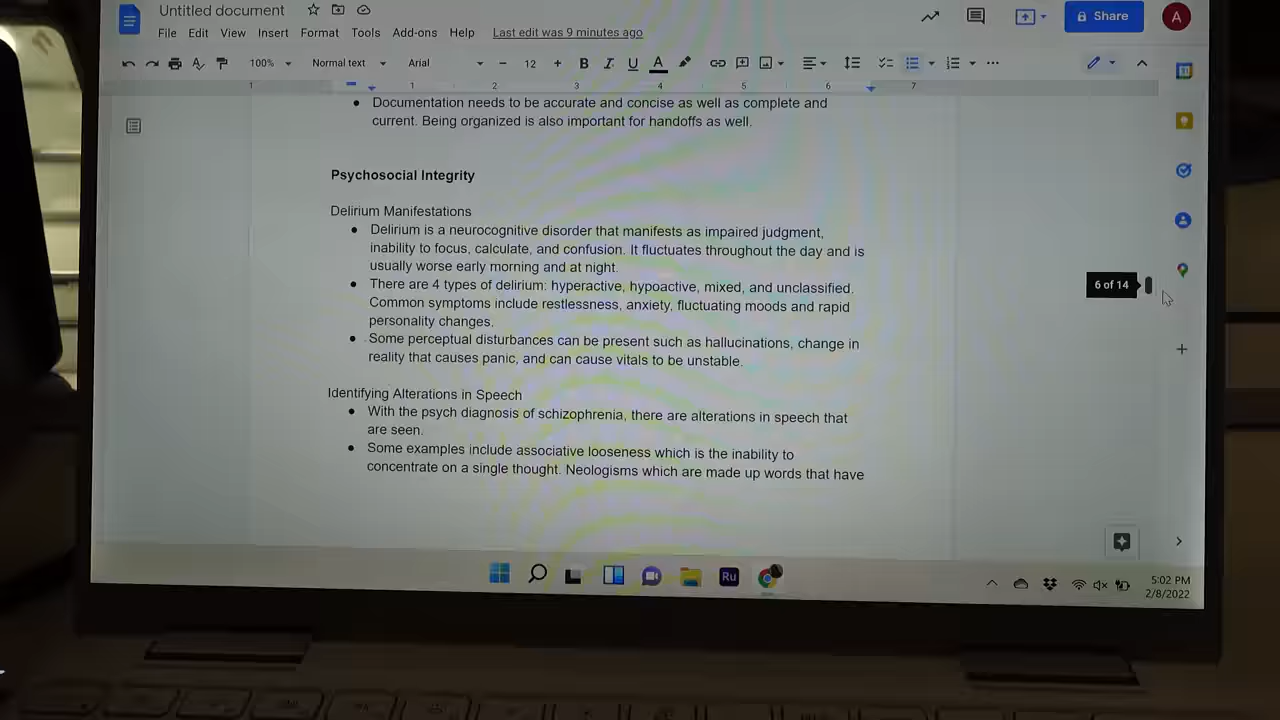 Untitled document
File Edit View Insert Format Tools Add-ons Help Last edit was 9 minutes ago
Share
A
100% Normal text Arial 12 B I U A
1 1 2 3 4 5 6 7
Documentation needs to be accurate and concise as well as complete and
current. Being organized is also important for handoffs as well.
Psychosocial Integrity
Delirium Manifestations
Delirium is a neurocognitive disorder that manifests as impaired judgment,
inability to focus, calculate, and confusion. It fluctuates throughout the day and is
usually worse early morning and at night.
There are 4 types of delirium: hyperactive, hypoactive, mixed, and unclassified.
Common symptoms include restlessness, anxiety, fluctuating moods and rapid
personality changes.
Some perceptual disturbances can be present such as hallucinations, change in
reality that causes panic, and can cause vitals to be unstable.
Identifying Alterations in Speech
With the psych diagnosis of schizophrenia, there are alterations in speech that
are seen.
Some examples include associative looseness which is the inability to
concentrate on a single thought. Neologisms which are made up words that have
6 of 14
Ru
5:02 PM
2/8/2022